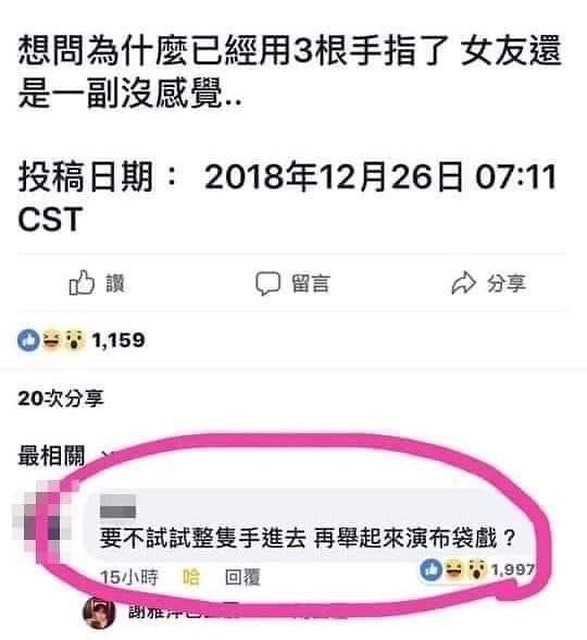 想問為什麼已經用3根手指了 女友還
是一副沒感覺..
投稿日期： 2018年12月26日 07:11
CST
讚 留言 分享
1,159
20次分享
最相關
要不試試整隻手進去 再舉起來演布袋戲？
15小時 哈 回覆 1,997